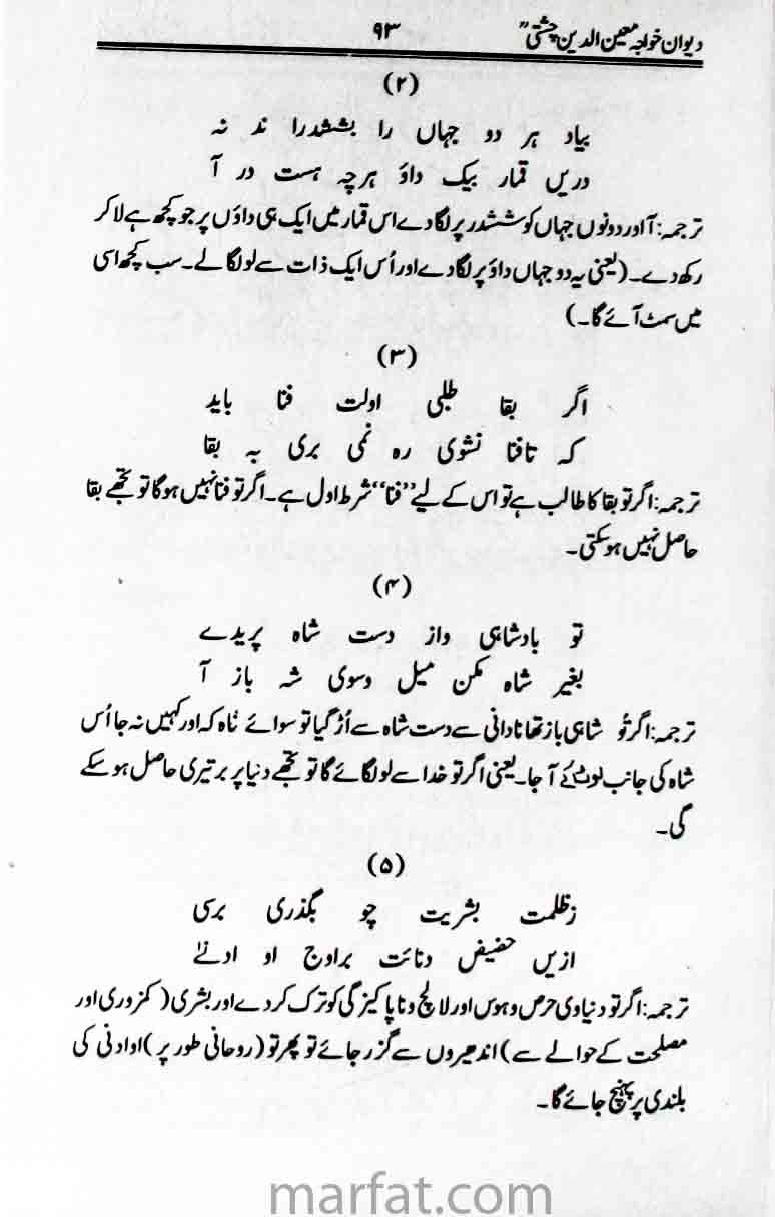 دیوان خواجہ معین الدین چشتیؒ ۹۳
(۲)
بیاد ہر دو جہاں را بششدرا ند نہ
دریں قمار بیک داؤ ہرچہ ہست در آ
ترجمہ: آ اور دونوں جہاں کو ششدر پر لگا دے اس قمار میں ایک ہی داؤں پر جو کچھ ہے لا کر
رکھ دے۔ (یعنی یہ دو جہاں داؤ پر لگا دے اور اُس ایک ذات سے لو لگا لے۔ سب کچھ اسی
میں سمٹ آئے گا۔)
(۳)
اگر بقا طلبی اولت فنا باید
کہ تافنا نشوی رہ نمی بری بہ بقا
ترجمہ: اگر تو بقا کا طالب ہے تو اس کے لیے ’’فنا‘‘ شرط اول ہے۔ اگر تو فنا نہیں ہوگا تو تجھے بقا
حاصل نہیں ہوسکتی۔
(۴)
تو بادشاہی واز دست شاہ پریدے
بغیر شاہ مکن میل وسوی شہ باز آ
ترجمہ: اگر تُو شاہی باز تھا نادانی سے دست شاہ سے اُڑ گیا تو سوائے شاہ کہ اور کہیں نہ جا اُس
شاہ کی جانب لوٹ کے آ جا۔ یعنی اگر تو خدا سے لو لگائے گا تو تجھے دنیا پر برتیری حاصل ہو سکے
گی۔
(۵)
زظلمت بشریت چو بگذری برسی
ازیں حضیض دنائت براوج او ادنےٰ
ترجمہ: اگر تو دنیاوی حرص و ہوس اور لالچ و ناپاکیزگی کو ترک کر دے اور بشری (کمزوری اور
مصلحت کے حوالے سے) اندھیروں سے گزر جائے تو پھر تو (روحانی طور پر) اوادنی کی
بلندی پر پہنچ جائے گا۔
marfat.com